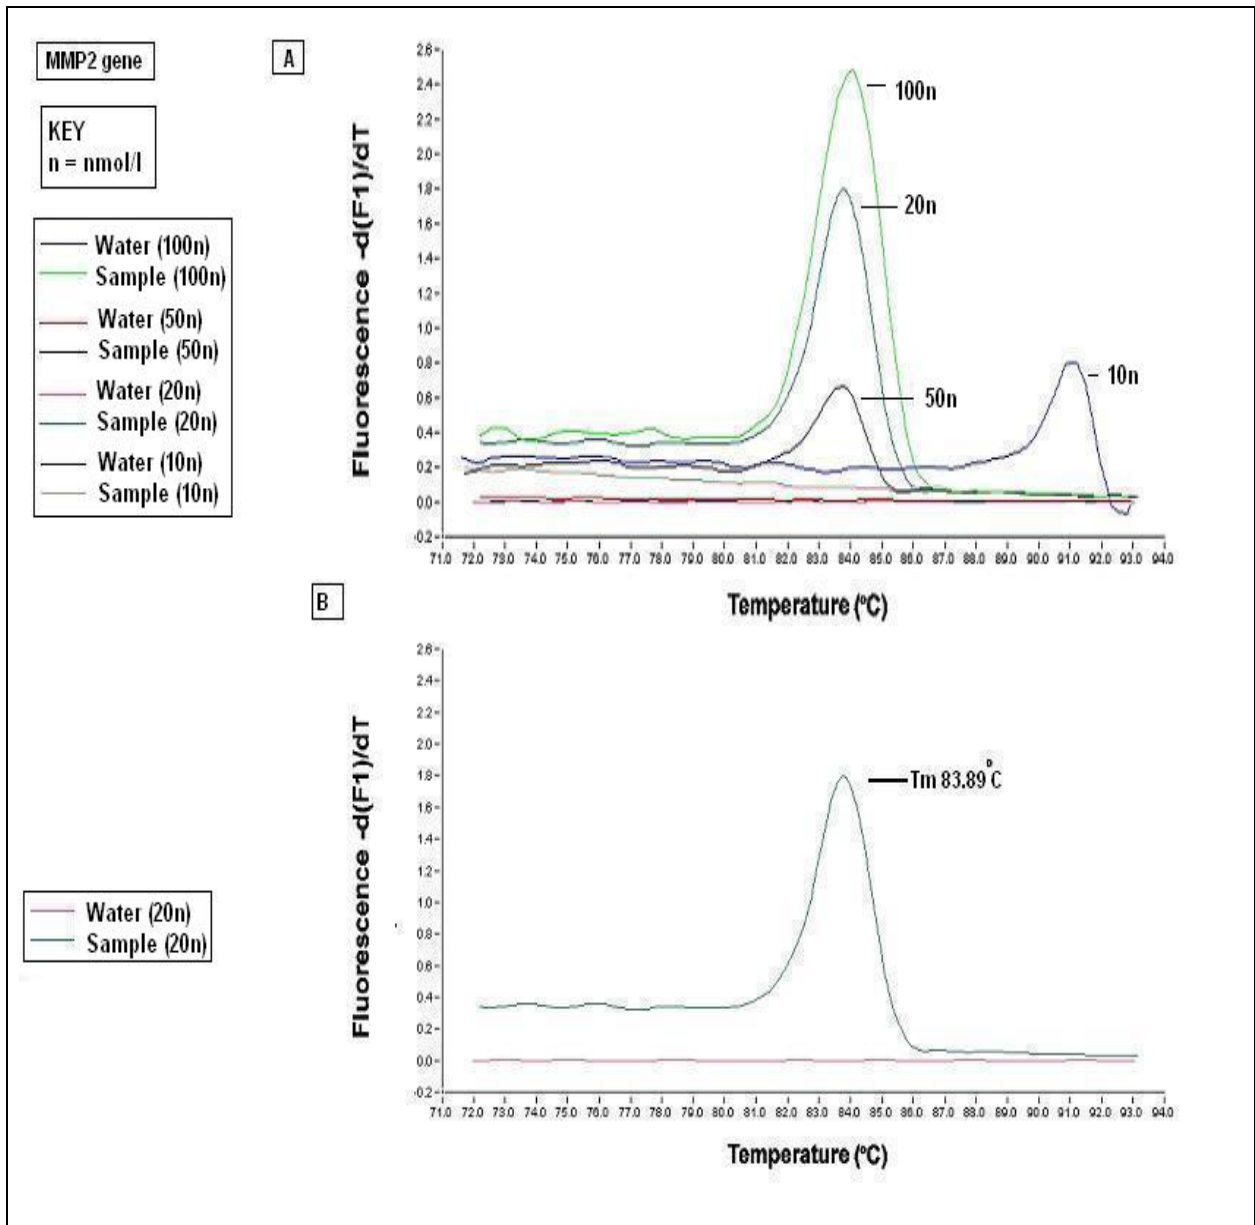 MMP2 gene
KEY
n = nmol/l
Water (100n)
Sample (100n)
Water (50n)
Sample (50n)
Water (20n)
Sample (20n)
Water (10n)
Sample (10n)
A
Fluorescence -d(F1)/dT
2.6
2.4
2.2
2.0
1.8
1.6
1.4
1.2
1.0
0.8
0.6
0.4
0.2
0.0
-0.2
100n
20n
50n
10n
71.0 72.0 73.0 74.0 75.0 76.0 77.0 78.0 79.0 80.0 81.0 82.0 83.0 84.0 85.0 86.0 87.0 88.0 89.0 90.0 91.0 92.0 93.0 94.0
Temperature (°C)
B
Fluorescence -d(F1)/dT
2.6
2.4
2.2
2.0
1.8
1.6
1.4
1.2
1.0
0.8
0.6
0.4
0.2
0.0
-0.2
Tm 83.89°C
71.0 72.0 73.0 74.0 75.0 76.0 77.0 78.0 79.0 80.0 81.0 82.0 83.0 84.0 85.0 86.0 87.0 88.0 89.0 90.0 91.0 92.0 93.0 94.0
Temperature (°C)
Water (20n)
Sample (20n)